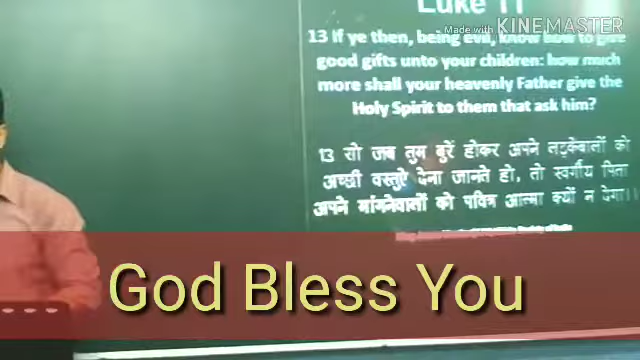 Luke 11
Made with KINEMASTER
13 If ye then, being evil, know how to give
good gifts unto your children: how much
more shall your heavenly Father give the
Holy Spirit to them that ask him?
13 सो जब तुम बुरे होकर अपने लड़केबालों को
अच्छी वस्तुऐं देना जानते हो, तो स्वर्गीय पिता
अपने मांगनेवालों को पवित्र आत्मा क्यों न देगा।।
God Bless You